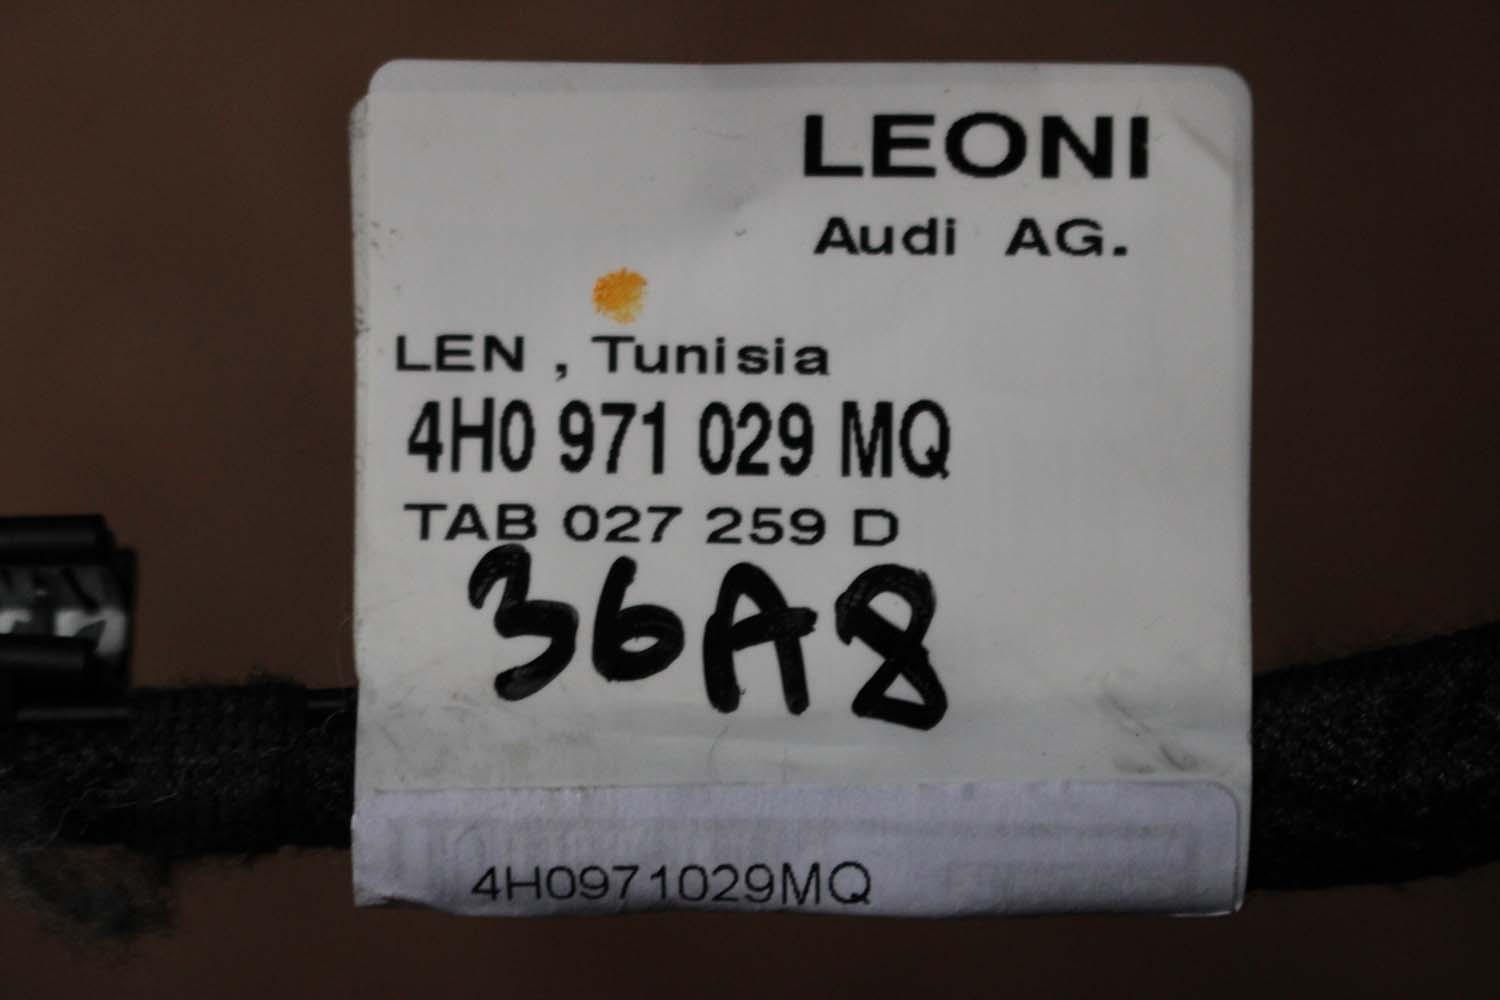 LEONI
Audi AG.
LEN , Tunisia
4H0 971 029 MQ
TAB 027 259 D
36A8
4H0971029MQ